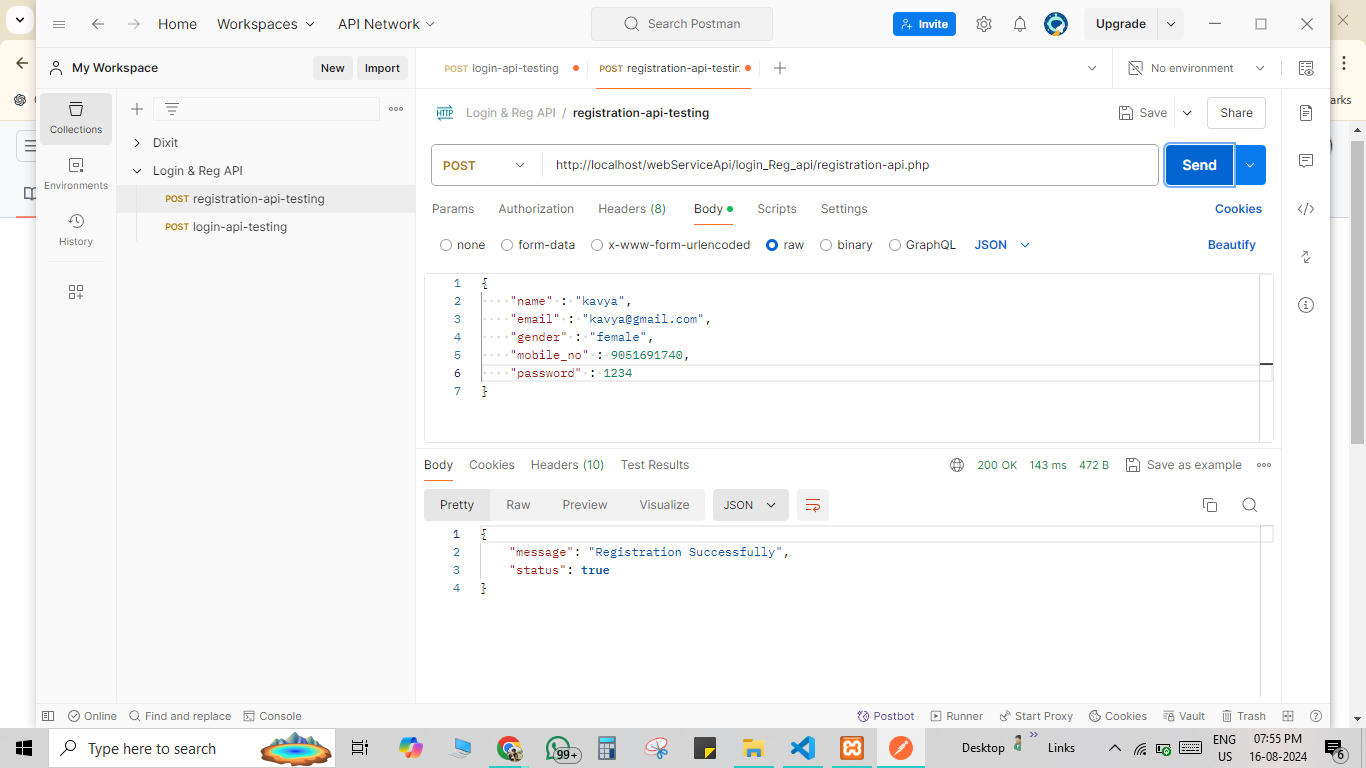 Home
Workspaces
API Network
Search Postman
Invite
Upgrade
My Workspace
New
Import
POST login-api-testing
POST registration-api-testir
No environment
Collections
Environments
History
Dixit
Login & Reg API
POST registration-api-testing
POST login-api-testing
HTTP
Login & Reg API / registration-api-testing
Save
Share
arks
POST
http://localhost/webServiceApi/login_Reg_api/registration-api.php
Send
Params
Authorization
Headers (8)
Body
Scripts
Settings
Cookies
none
form-data
x-www-form-urlencoded
raw
binary
GraphQL
JSON
Beautify
1 {
2 "name" : "kavya",
3 "email" : "kavya@gmail.com",
4 "gender" : "female",
5 "mobile_no" : 9051691740,
6 "password" : 1234
7 }
Body
Cookies
Headers (10)
Test Results
200 OK
143 ms
472 B
Save as example
Pretty
Raw
Preview
Visualize
JSON
1 {
2 "message": "Registration Successfully",
3 "status": true
4 }
Online
Find and replace
Console
Postbot
Runner
Start Proxy
Cookies
Vault
Trash
Type here to search
99+
Desktop
Links
ENG
US
07:55 PM
16-08-2024
6